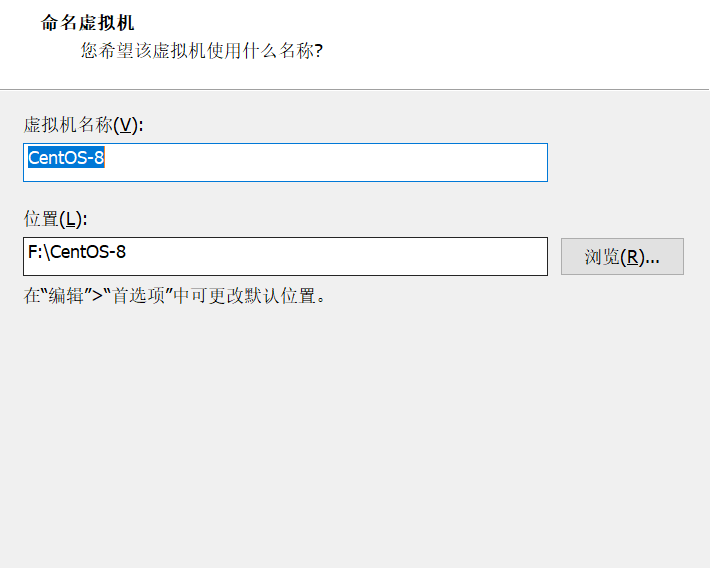 命名虚拟机
您希望该虚拟机使用什么名称?
虚拟机名称(V):
CentOS-8
位置(L):
F:\CentOS-8
浏览(R)...
在“编辑”>“首选项”中可更改默认位置。